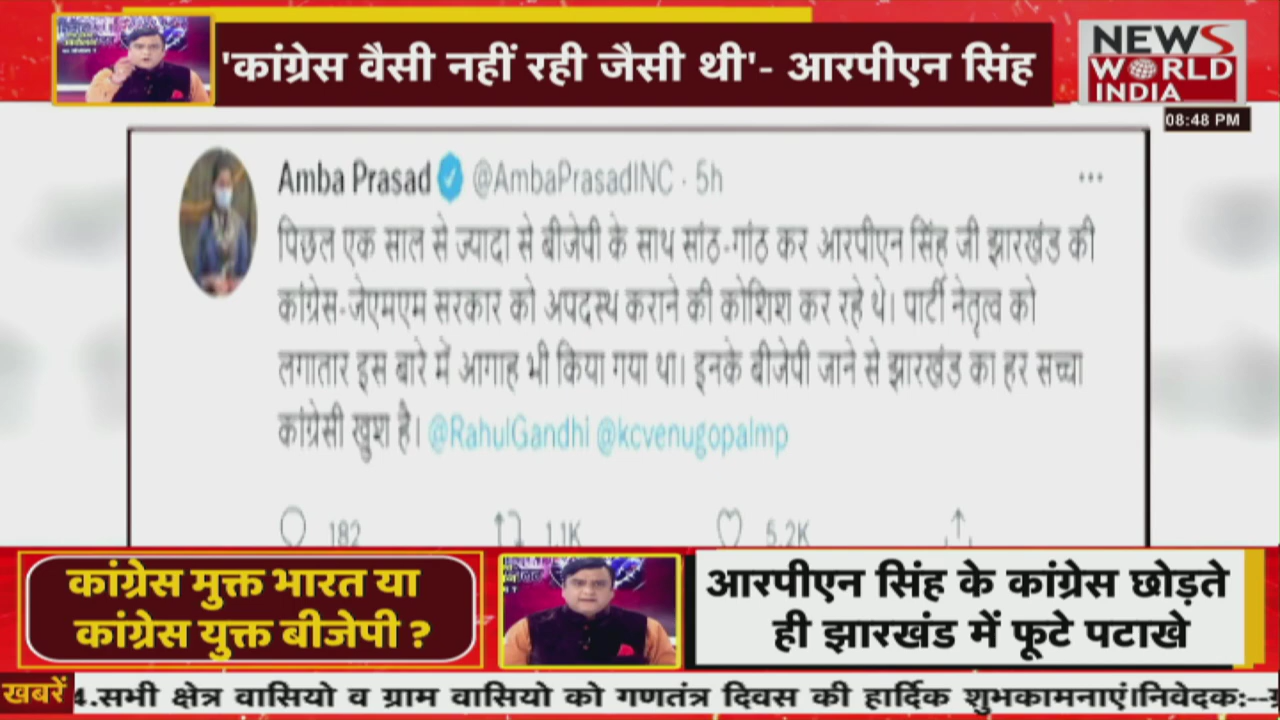 'कांग्रेस वैसी नहीं रही जैसी थी'- आरपीएन सिंह
NEWS
WORLD
INDIA
08:48 PM
Amba Prasad @AmbaPrasadINC · 5h
पिछल एक साल से ज्यादा से बीजेपी के साथ सांठ-गांठ कर आरपीएन सिंह जी झारखंड की
कांग्रेस-जेएमएम सरकार को अपदस्थ कराने की कोशिश कर रहे थे। पार्टी नेतृत्व को
लगातार इस बारे में आगाह भी किया गया था। इनके बीजेपी जाने से झारखंड का हर सच्चा
कांग्रेसी खुश है। @RahulGandhi @kcvenugopalmp
182 1.1K 5.2K
कांग्रेस मुक्त भारत या
कांग्रेस युक्त बीजेपी ?
आरपीएन सिंह के कांग्रेस छोड़ते
ही झारखंड में फूटे पटाखे
खबरें 4.सभी क्षेत्र वासियो व ग्राम वासियो को गणतंत्र दिवस की हार्दिक शुभकामनाएं।निवेदक:--